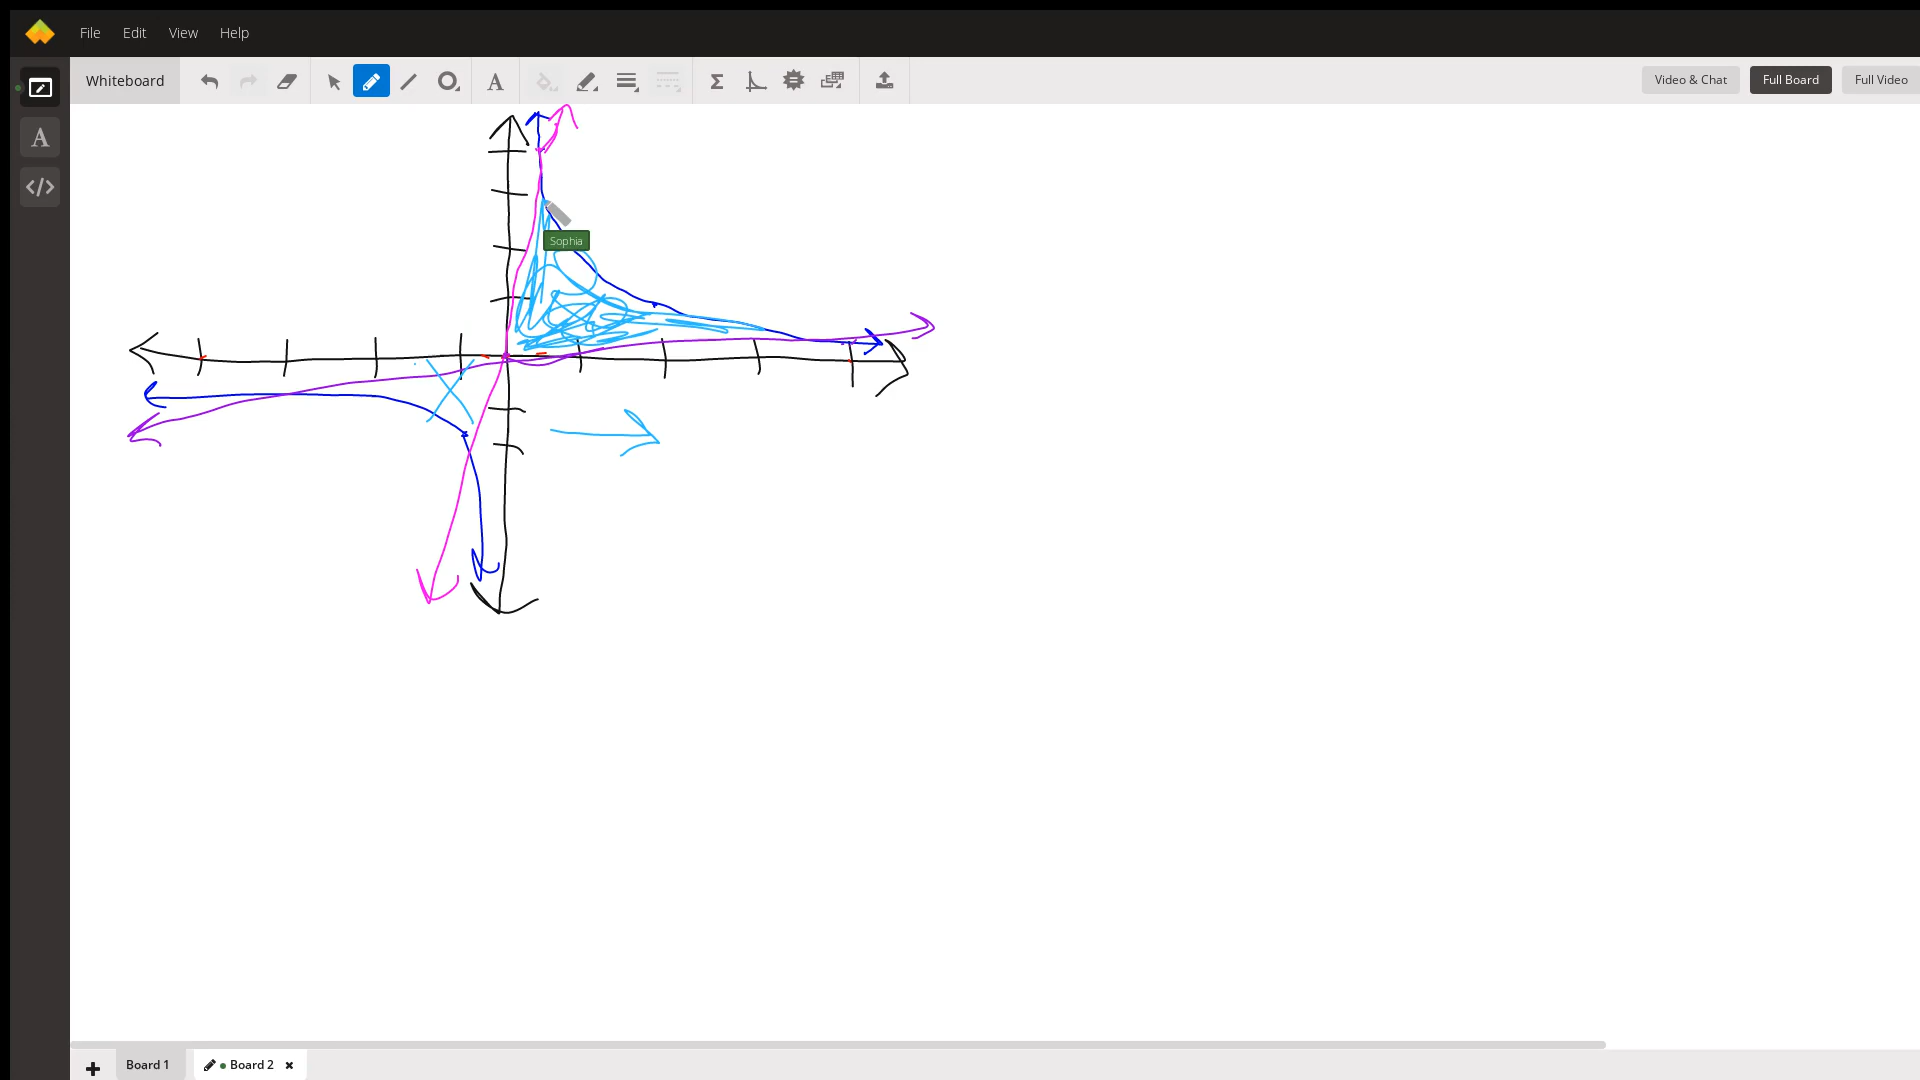 File Edit View Help
Whiteboard
A
Σ
Video & Chat
Full Board
Full Video
A
</>
Sophia
Board 1
Board 2